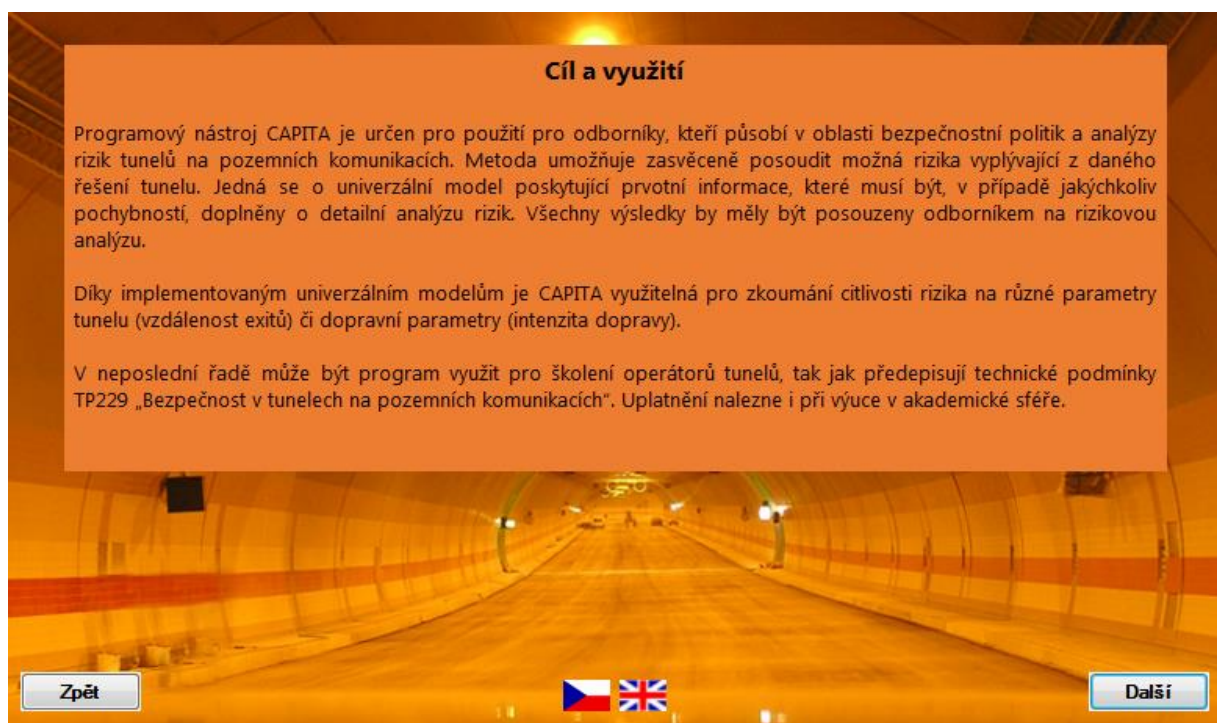 Cíl a využití
Programový nástroj CAPITA je určen pro použití pro odborníky, kteří působí v oblasti bezpečnostní politik a analýzy
rizik tunelů na pozemních komunikacích. Metoda umožňuje zasvěceně posoudit možná rizika vyplývající z daného
řešení tunelu. Jedná se o univerzální model poskytující prvotní informace, které musí být, v případě jakýchkoliv
pochybností, doplněny o detailní analýzu rizik. Všechny výsledky by měly být posouzeny odborníkem na rizikovou
analýzu.
Díky implementovaným univerzálním modelům je CAPITA využitelná pro zkoumání citlivosti rizika na různé parametry
tunelu (vzdálenost exitů) či dopravní parametry (intenzita dopravy).
V neposlední řadě může být program využit pro školení operátorů tunelů, tak jak předepisují technické podmínky
TP229 „Bezpečnost v tunelech na pozemních komunikacích“. Uplatnění nalezne i při výuce v akademické sféře.
Zpět
Další